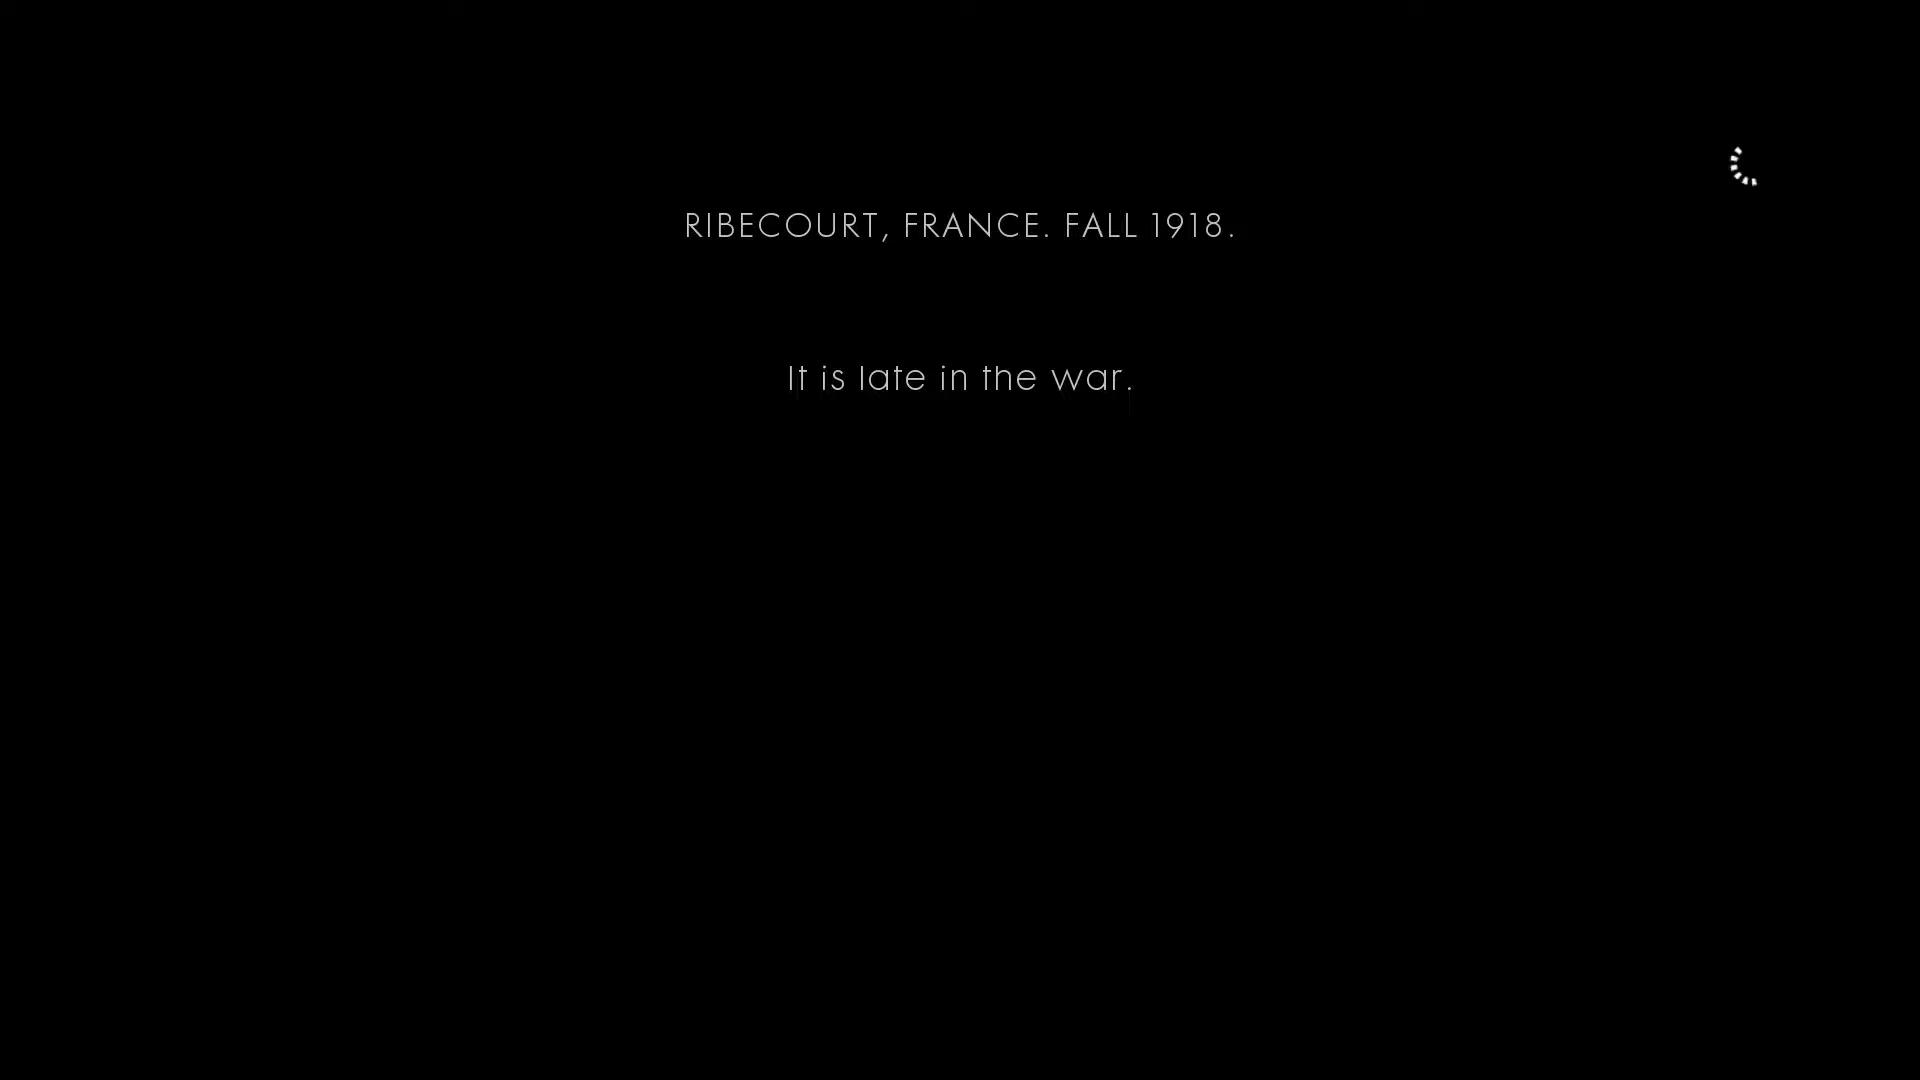 RIBECOURT, FRANCE. FALL 1918.
It is late in the war.